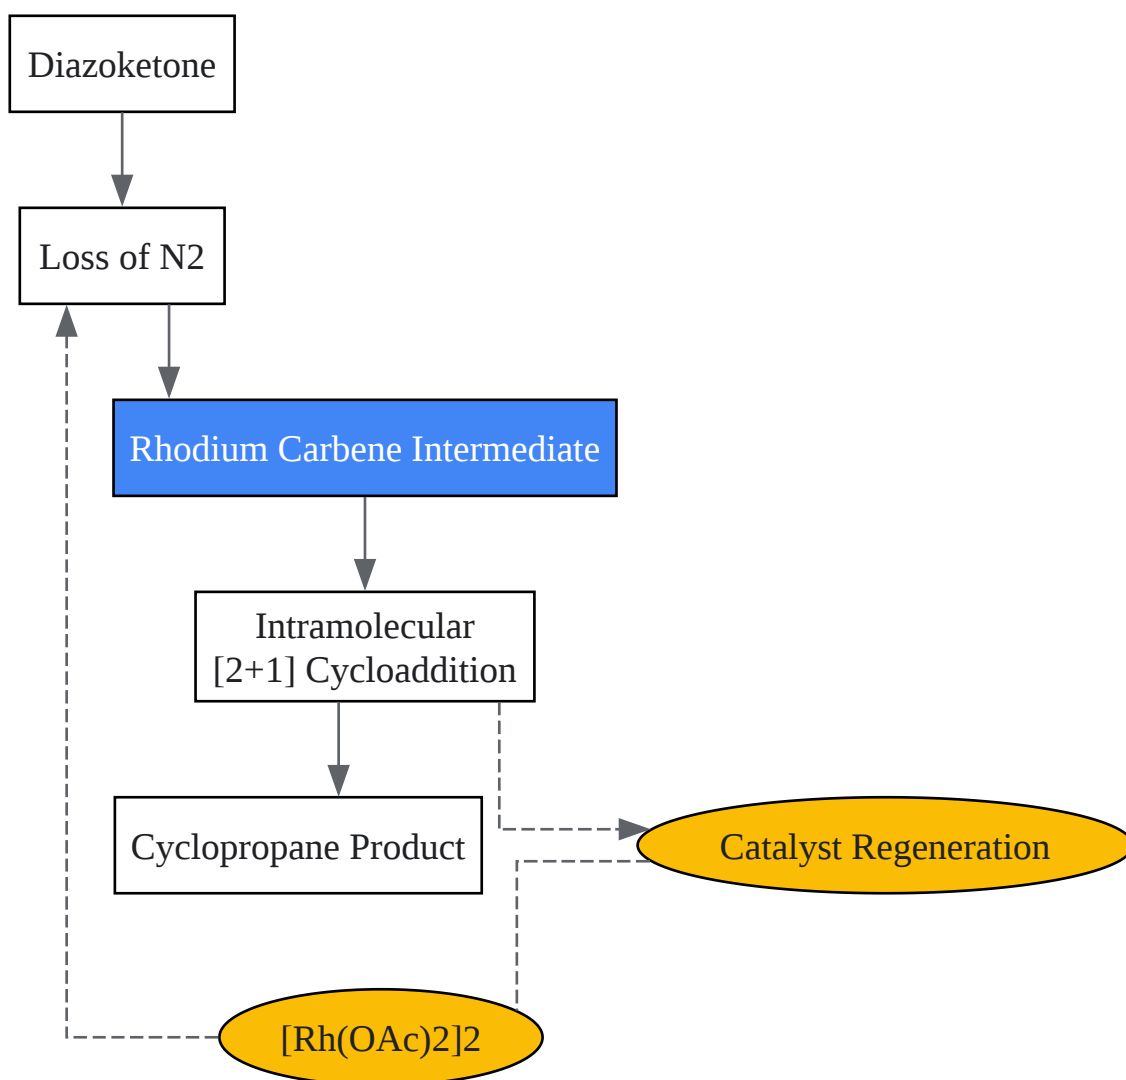 Diazoketone
Loss of N2
Rhodium Carbene Intermediate
Intramolecular
[2+1] Cycloaddition
Cyclopropane Product
Catalyst Regeneration
[Rh(OAc)2]2